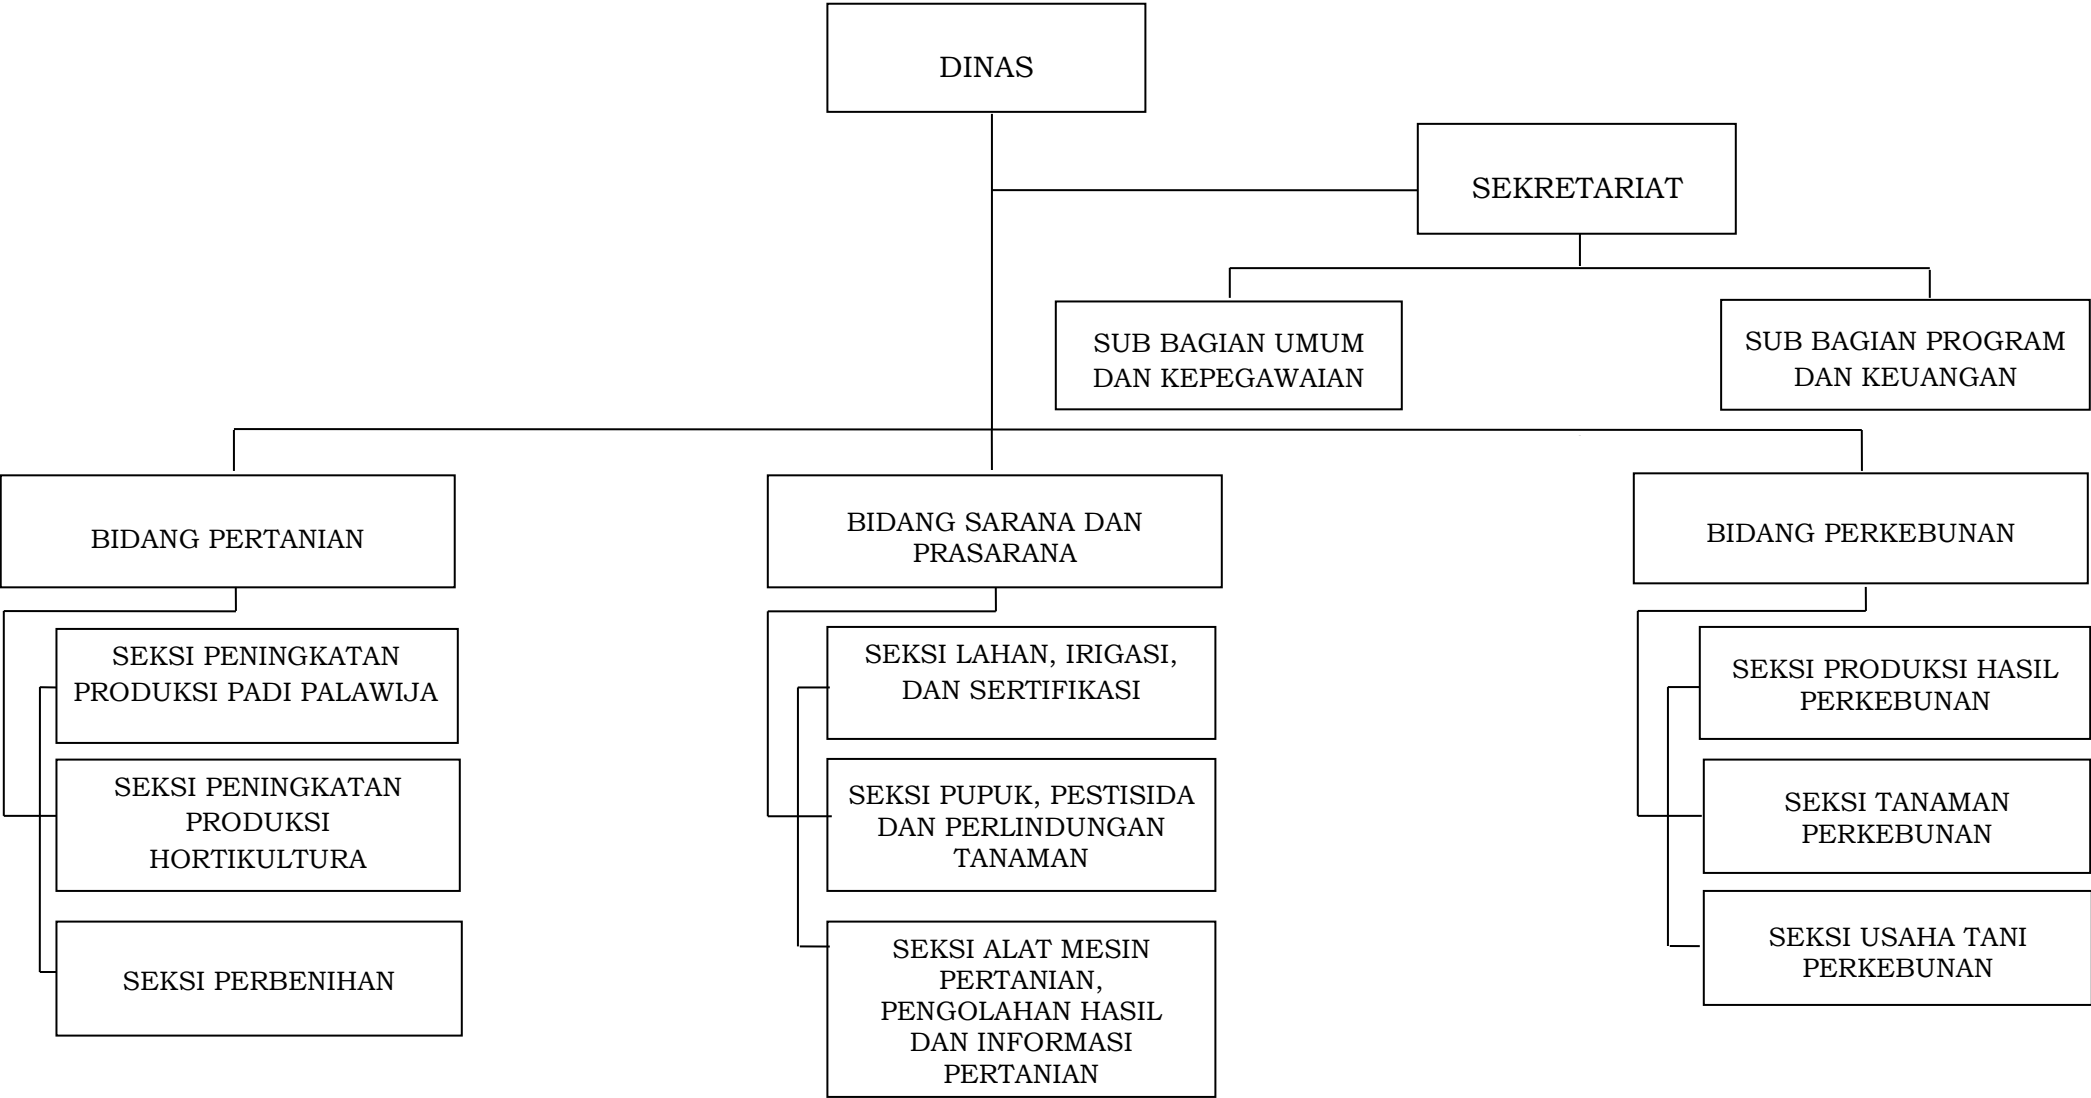 DINAS
SEKRETARIAT
SUB BAGIAN UMUM
DAN KEPEGAWAIAN
SUB BAGIAN PROGRAM
DAN KEUANGAN
BIDANG PERTANIAN
SEKSI PENINGKATAN
PRODUKSI PADI PALAWIJA
SEKSI PENINGKATAN
PRODUKSI
HORTIKULTURA
SEKSI PERBENIHAN
BIDANG SARANA DAN
PRASARANA
SEKSI LAHAN, IRIGASI,
DAN SERTIFIKASI
SEKSI PUPUK, PESTISIDA
DAN PERLINDUNGAN
TANAMAN
SEKSI ALAT MESIN
PERTANIAN,
PENGOLAHAN HASIL
DAN INFORMASI
PERTANIAN
BIDANG PERKEBUNAN
SEKSI PRODUKSI HASIL
PERKEBUNAN
SEKSI TANAMAN
PERKEBUNAN
SEKSI USAHA TANI
PERKEBUNAN